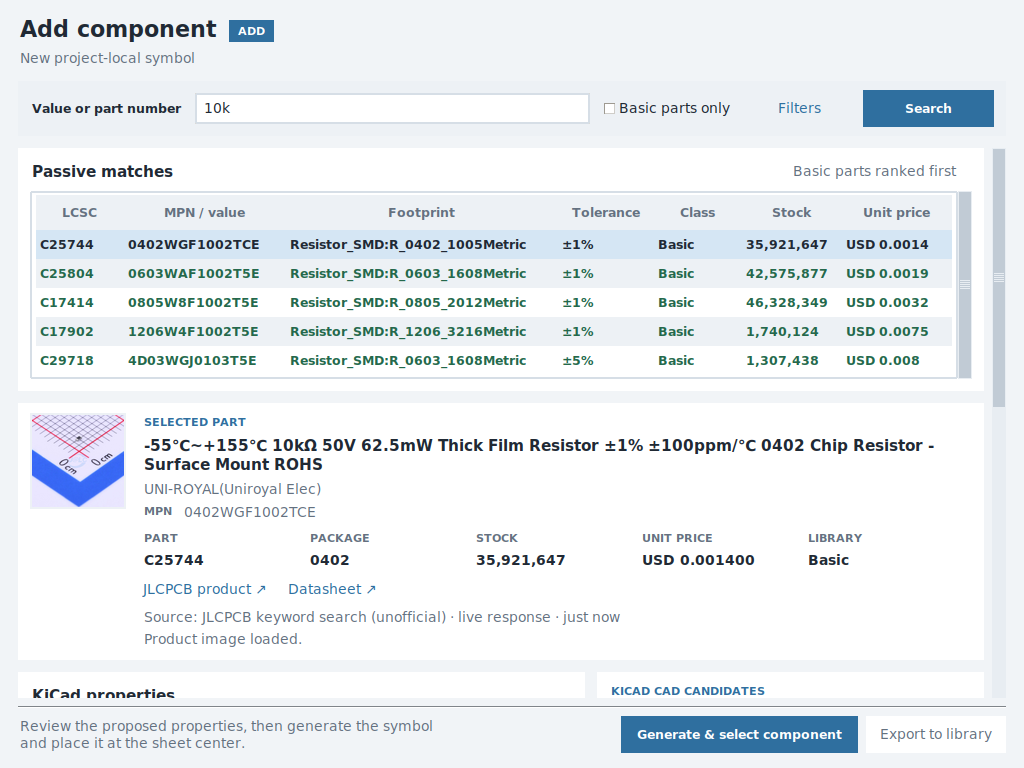 Add component ADD
New project-local symbol
Value or part number 10k Basic parts only Filters Search
Passive matches Basic parts ranked first
LCSC MPN / value Footprint Tolerance Class Stock Unit price
C25744 0402WGF1002TCE Resistor_SMD:R_0402_1005Metric ±1% Basic 35,921,647 USD 0.0014
C25804 0603WAF1002T5E Resistor_SMD:R_0603_1608Metric ±1% Basic 42,575,877 USD 0.0019
C17414 0805W8F1002T5E Resistor_SMD:R_0805_2012Metric ±1% Basic 46,328,349 USD 0.0032
C17902 1206W4F1002T5E Resistor_SMD:R_1206_3216Metric ±1% Basic 1,740,124 USD 0.0075
C29718 4D03WGJ0103T5E Resistor_SMD:R_0603_1608Metric ±5% Basic 1,307,438 USD 0.008
0cm 0cm
SELECTED PART
-55℃~+155℃ 10kΩ 50V 62.5mW Thick Film Resistor ±1% ±100ppm/℃ 0402 Chip Resistor -
Surface Mount ROHS
UNI-ROYAL(Uniroyal Elec)
MPN 0402WGF1002TCE
PART PACKAGE STOCK UNIT PRICE LIBRARY
C25744 0402 35,921,647 USD 0.001400 Basic
JLCPCB product ↗ Datasheet ↗
Source: JLCPCB keyword search (unofficial) · live response · just now
Product image loaded.
KiCad properties KICAD CAD CANDIDATES
Review the proposed properties, then generate the symbol
and place it at the sheet center.
Generate & select component Export to library